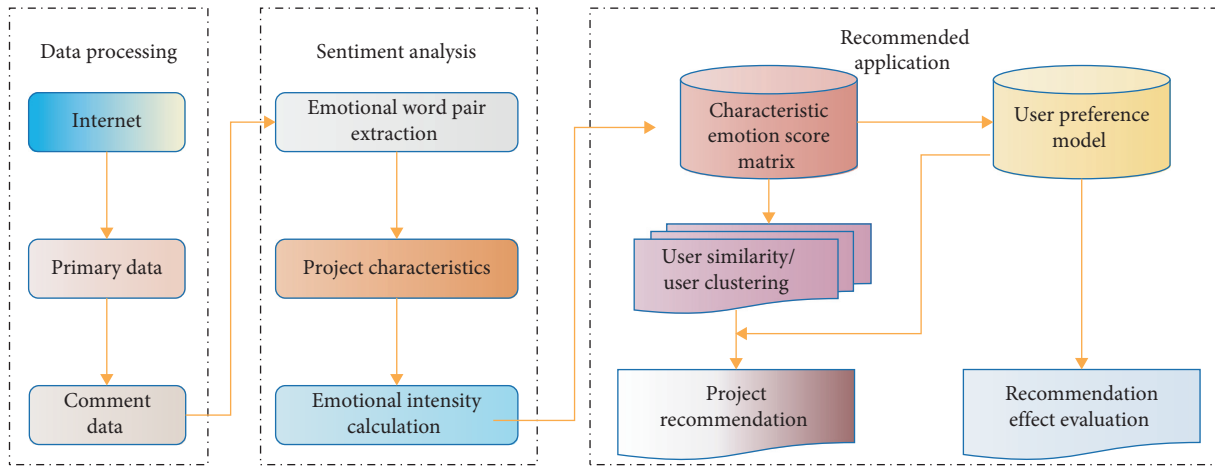 Data processing
Internet
Primary data
Comment
data
Sentiment analysis
Emotional word pair
extraction
Project characteristics
Emotional intensity
calculation
Recommended
application
Characteristic
emotion score
matrix
User preference
model
User similarity/
user clustering
Project
recommendation
Recommendation
effect evaluation